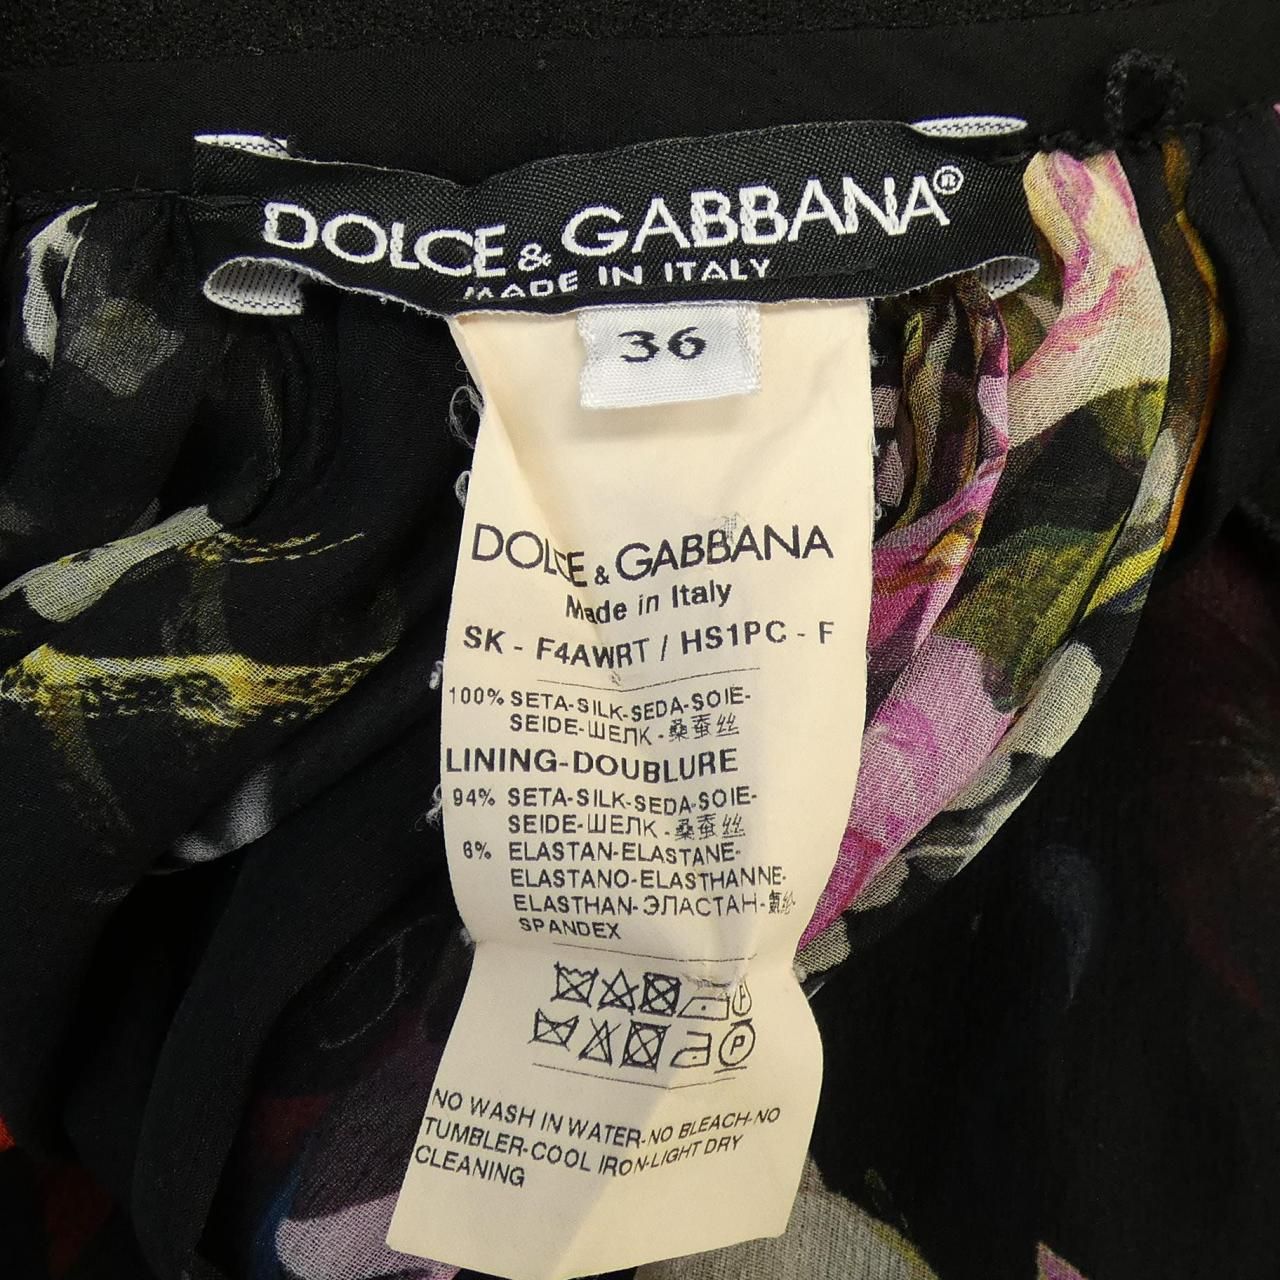 DOLCE & GABBANA®
MADE IN ITALY
36
DOLCE & GABBANA
Made in Italy
SK - F4AWRT / HS1PC - F
100% SETA-SILK-SEDA-SOIE-
SEIDE-ШЕЛК-桑蚕丝
LINING-DOUBLURE
94% SETA-SILK-SEDA-SOIE-
SEIDE-ШЕЛК-桑蚕丝
6% ELASTAN-ELASTANE-
ELASTANO-ELASTHANNE-
ELASTHAN-ЭЛАСТАН-氨纶
SPANDEX
F
P
NO WASH IN WATER-NO BLEACH-NO
TUMBLER-COOL IRON-LIGHT DRY
CLEANING